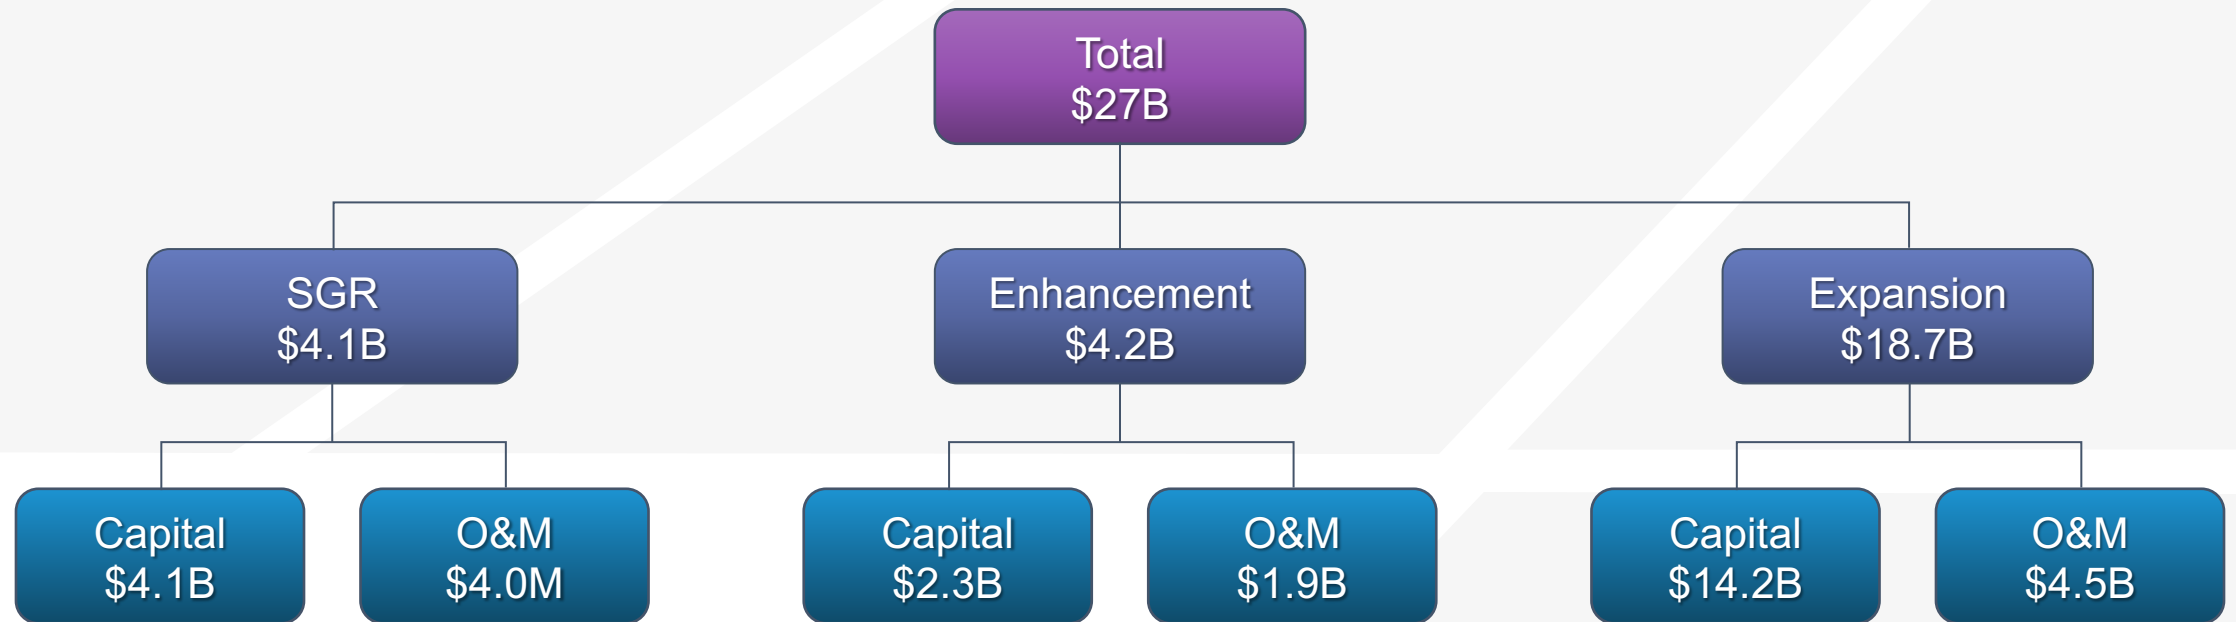 Total
$27B
SGR
$4.1B
Enhancement
$4.2B
Expansion
$18.7B
Capital
$4.1B
O&M
$4.0M
Capital
$2.3B
O&M
$1.9B
Capital
$14.2B
O&M
$4.5B